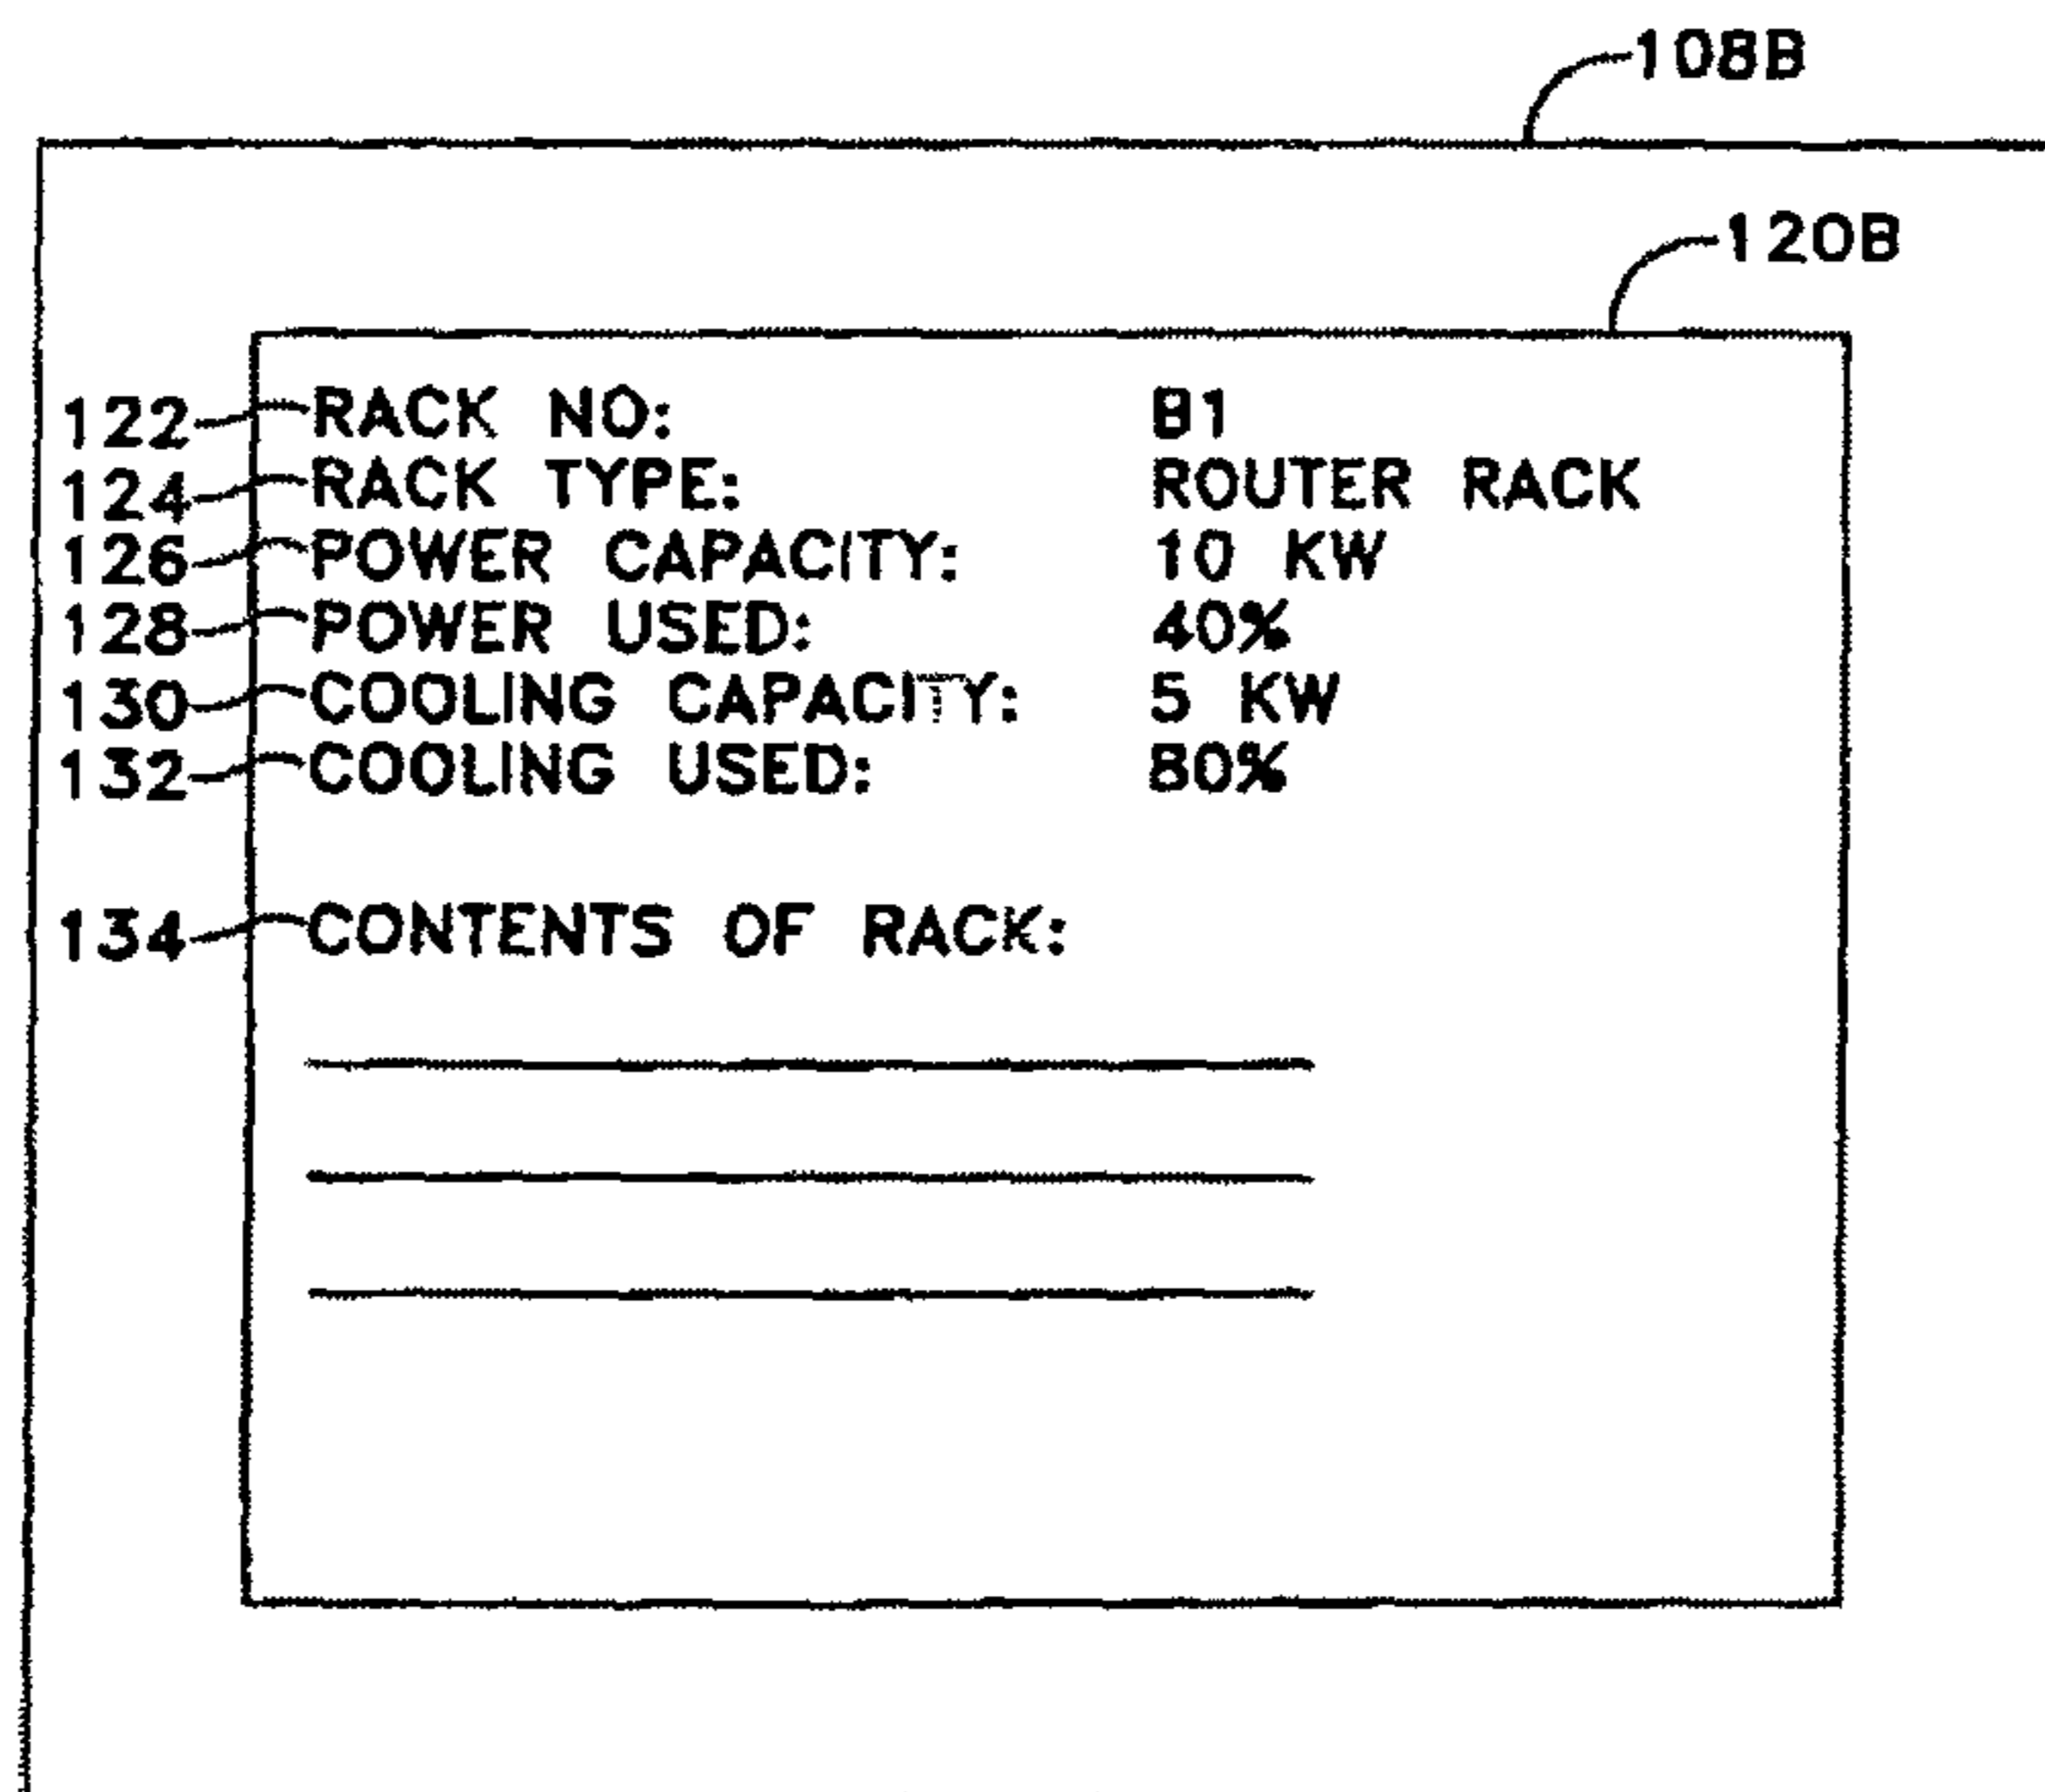 108B
120B
122 RACK NO: B1
124 RACK TYPE: ROUTER RACK
126 POWER CAPACITY: 10 KW
128 POWER USED: 40%
130 COOLING CAPACITY: 5 KW
132 COOLING USED: 80%
134 CONTENTS OF RACK: